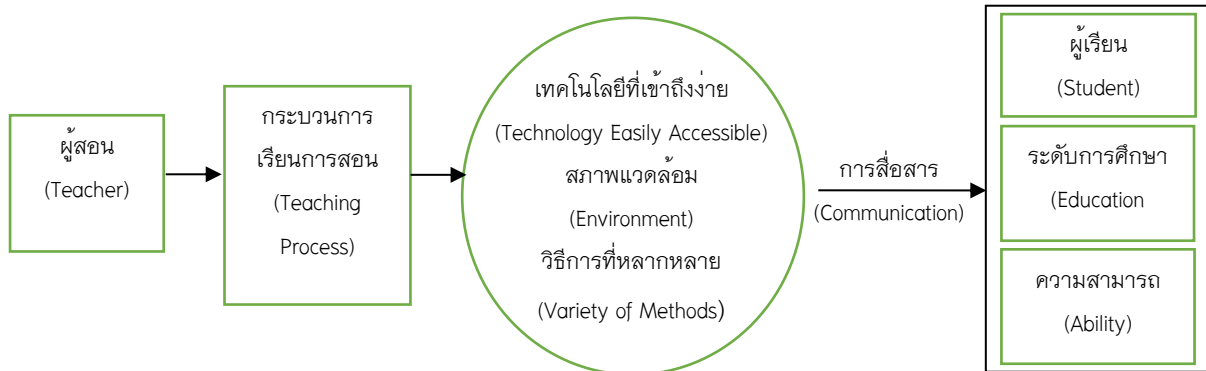 ผู้สอน
(Teacher)
กระบวนการ
เรียนการสอน
(Teaching
Process)
เทคโนโลยีที่เข้าถึงง่าย
(Technology Easily Accessible)
สภาพแวดล้อม
(Environment)
วิธีการที่หลากหลาย
(Variety of Methods)
การสื่อสาร
(Communication)
ผู้เรียน
(Student)
ระดับการศึกษา
(Education
ความสามารถ
(Ability)